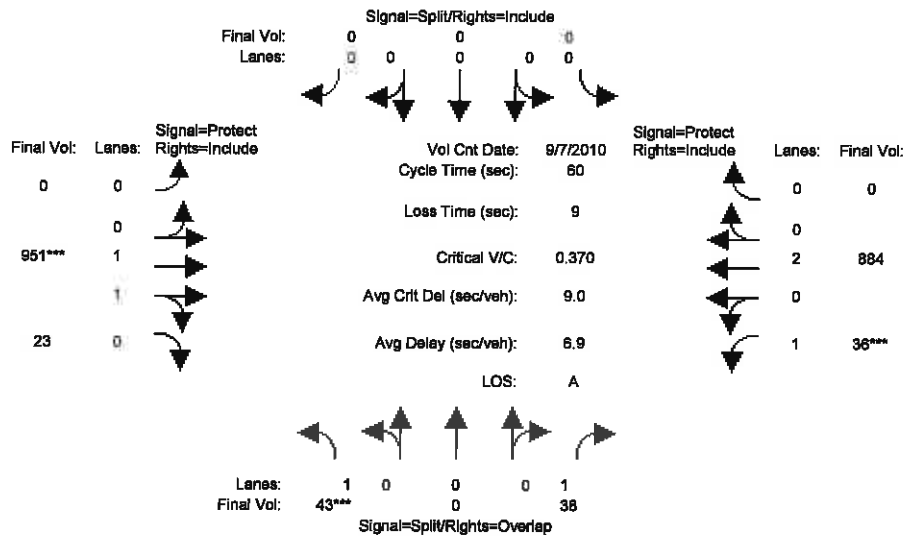 Signal=Split/Rights=Include
Final Vol: 0 0 0
Lanes: 0 0 0 0 0
Signal=Protect
Final Vol: Lanes: Rights=Include
Vol Cnt Date: 9/7/2010
Signal=Protect
Rights=Include Lanes: Final Vol:
Cycle Time (sec): 60
0 0
0 0
Loss Time (sec): 9
0
0
951*** 1
Critical V/C: 0.370
2 884
1
Avg Crit Del (sec/veh): 9.0
0
23 0
Avg Delay (sec/veh): 6.9
1 36***
LOS: A
Lanes: 1 0 0 0 1
Final Vol: 43*** 0 38
Signal=Split/Rights=Overlap